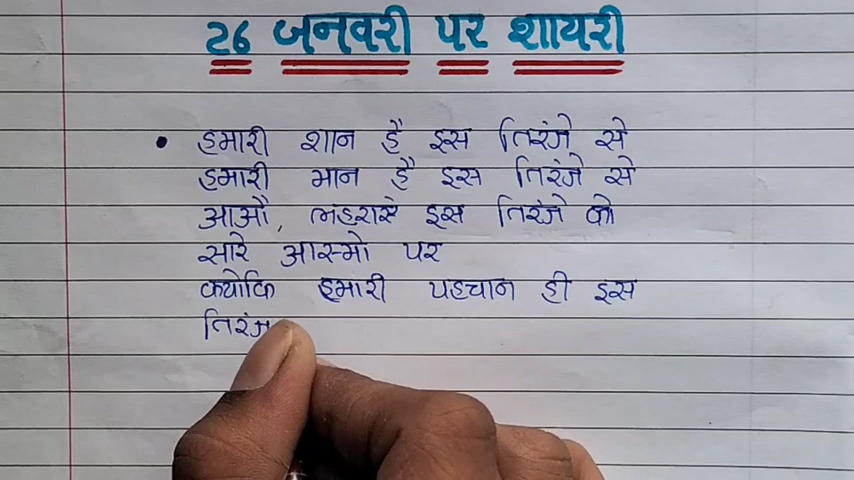 26 जनवरी पर शायरी
• हमारी शान है इस तिरंगे से
हमारी मान है इस तिरंगे से
आओ, लहराये इस तिरंगे को
सारे आस्मो पर
क्योकि हमारी पहचान ही इस